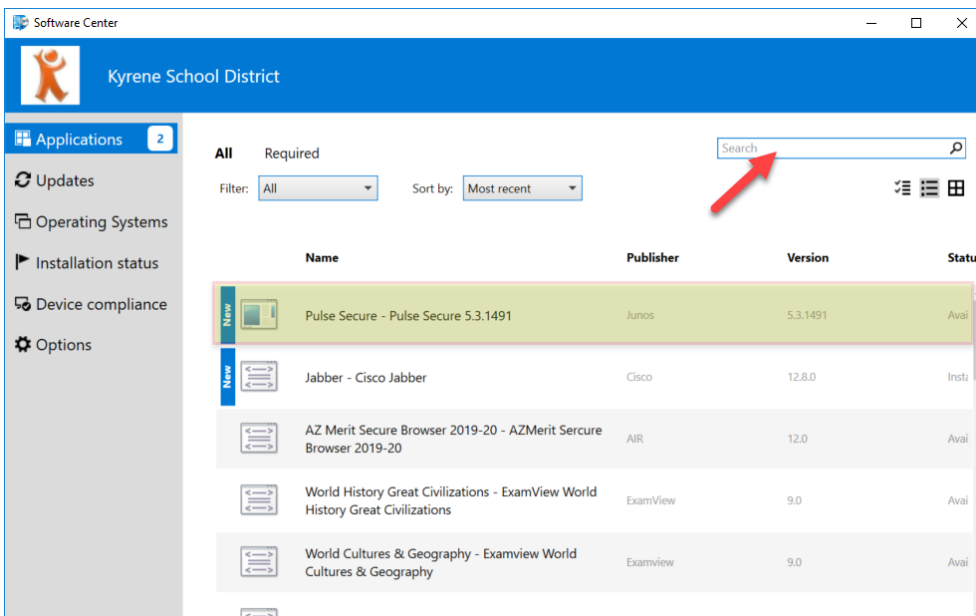 Software Center
Kyrene School District
Applications 2
Updates
Operating Systems
Installation status
Device compliance
Options
All Required
Search
Filter: All Sort by: Most recent
Name Publisher Version Statu
New Pulse Secure - Pulse Secure 5.3.1491 Junos 5.3.1491 Avai
New Jabber - Cisco Jabber Cisco 12.8.0 Insta
AZ Merit Secure Browser 2019-20 - AZMerit Sercure
Browser 2019-20
AIR 12.0 Avai
World History Great Civilizations - ExamView World
History Great Civilizations
ExamView 9.0 Avai
World Cultures & Geography - Examview World
Cultures & Geography
Examview 9.0 Avai